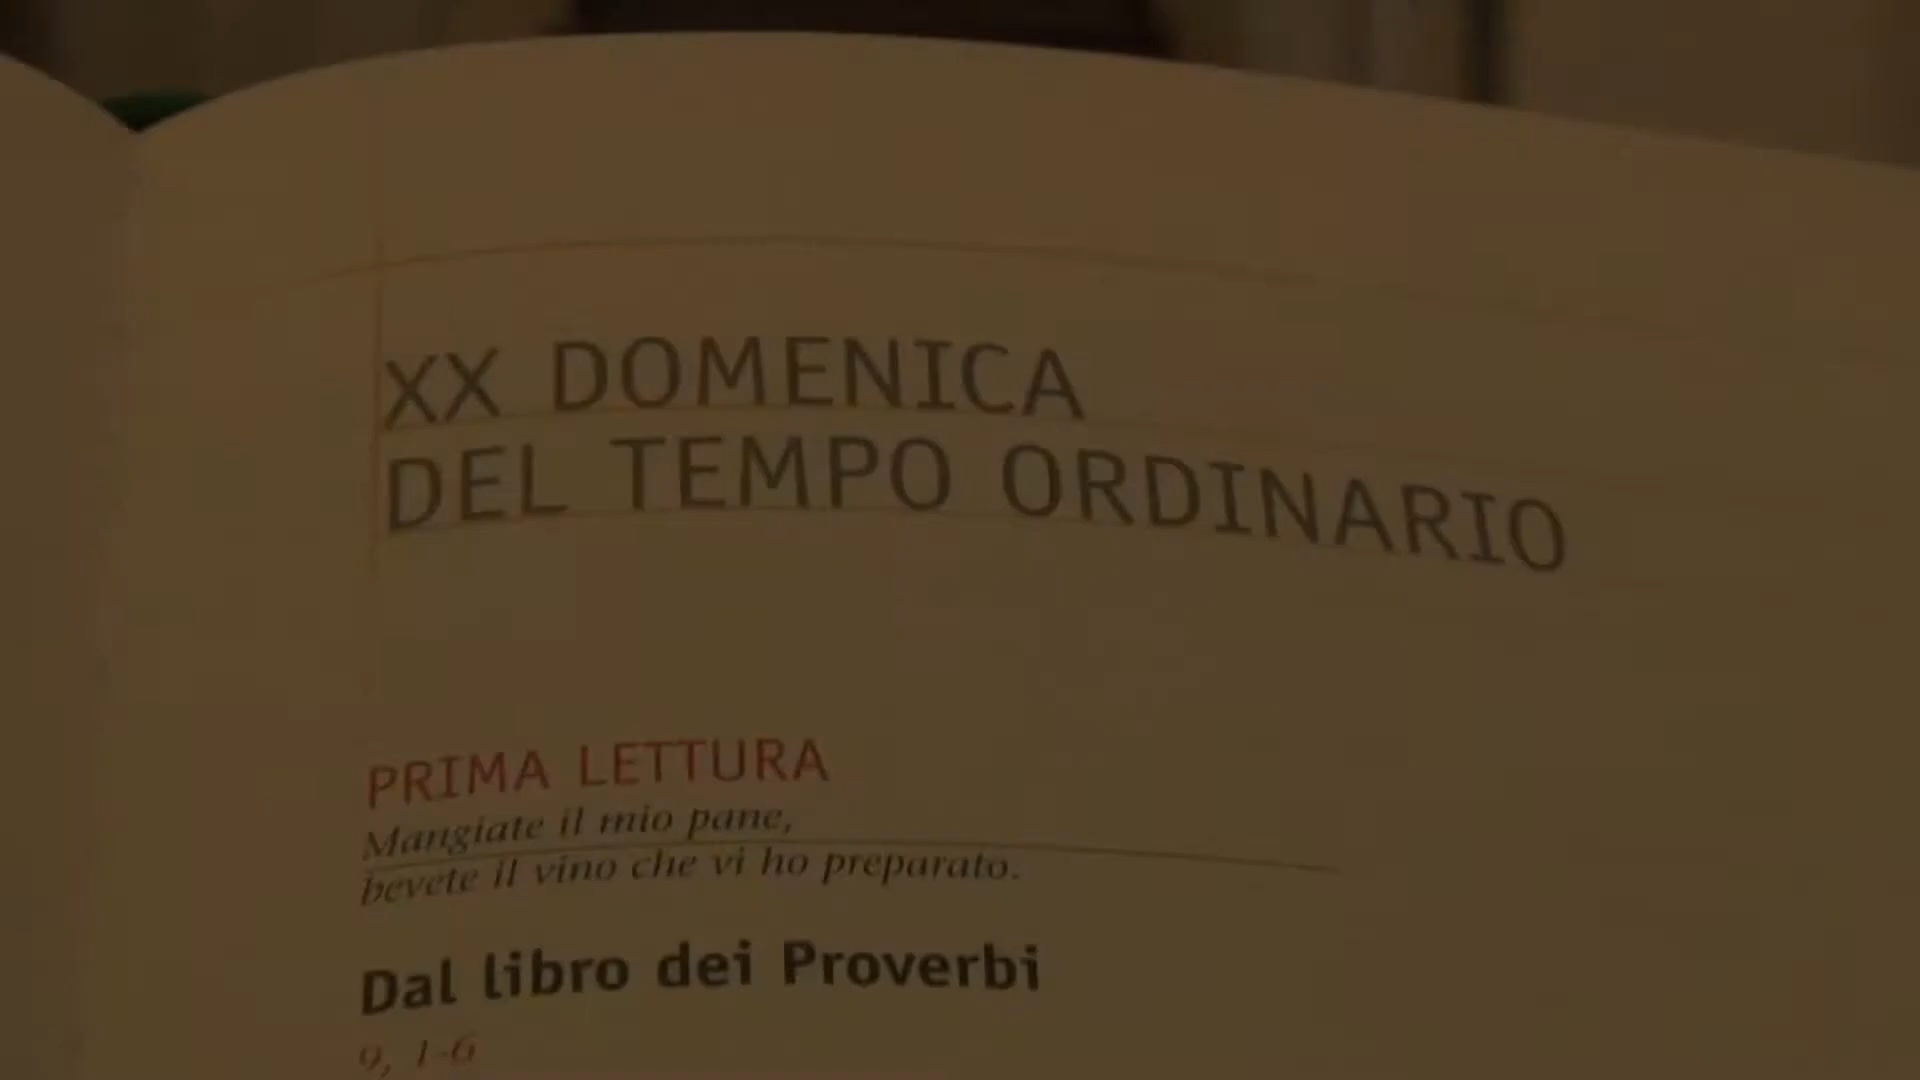 XX DOMENICA
DEL TEMPO ORDINARIO
PRIMA LETTURA
Mangiate il mio pane,
bevete il vino che vi ho preparato.
Dal libro dei Proverbi
9, 1-6